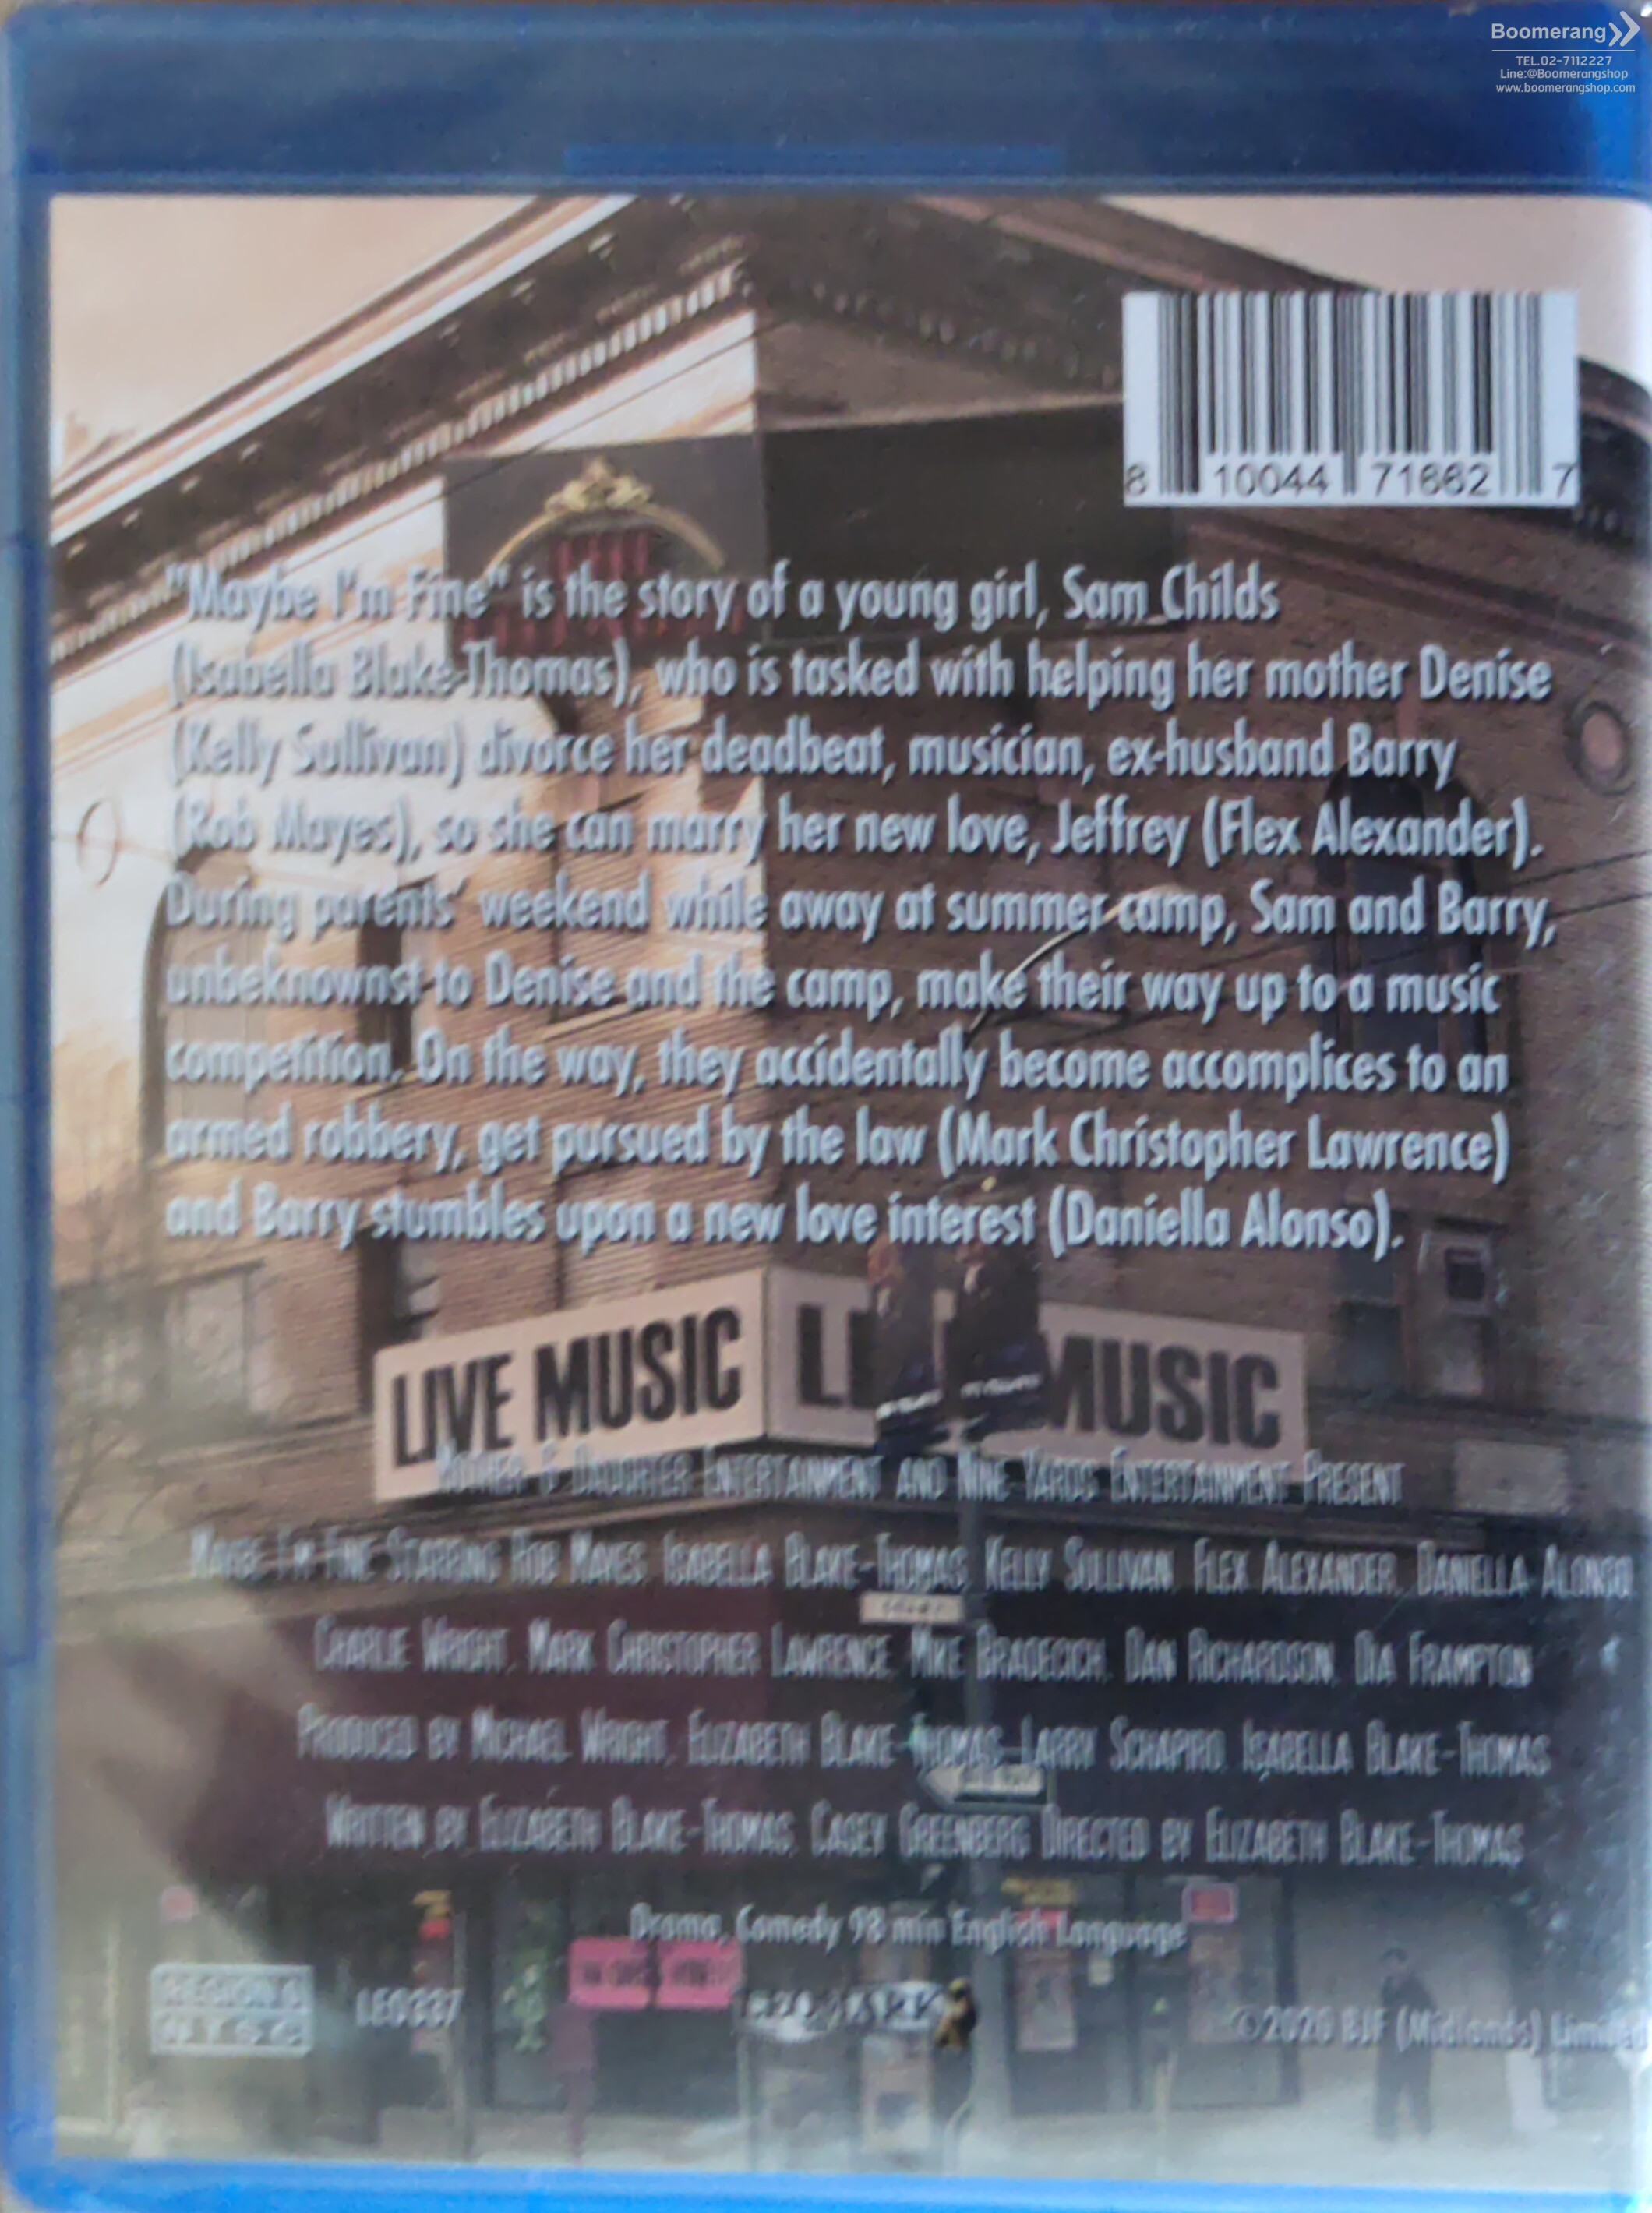 Boomerang
TEL.02-7112227
Line:@Boomerangshop
www.boomerangshop.com
8 10044 71662 7
"Maybe I'm Fine" is the story of a young girl, Sam Childs
(Isabella Blake-Thomas), who is tasked with helping her mother Denise
(Kelly Sullivan) divorce her deadbeat, musician, ex-husband Barry
(Rob Mayes), so she can marry her new love, Jeffrey (Flex Alexander).
During parents' weekend while away at summer camp, Sam and Barry,
unbeknownst to Denise and the camp, make their way up to a music
competition. On the way, they accidentally become accomplices to an
armed robbery, get pursued by the law (Mark Christopher Lawrence)
and Barry stumbles upon a new love interest (Daniella Alonso).
LIVE MUSIC LI MUSIC
MOTHER & DAUGHTER ENTERTAINMENT AND NINE YARDS ENTERTAINMENT PRESENT
MAYBE I'M FINE STARRING ROB MAYES, ISABELLA BLAKE-THOMAS, KELLY SULLIVAN, FLEX ALEXANDER, DANIELLA ALONSO
CHARLIE WRIGHT, MARK CHRISTOPHER LAWRENCE, MIKE BRADECICH, DAN RICHARDSON, DIA FRAMPTON
PRODUCED BY MICHAEL WRIGHT, ELIZABETH BLAKE-THOMAS, LARRY SCHAPIRO, ISABELLA BLAKE-THOMAS
WRITTEN BY ELIZABETH BLAKE-THOMAS, CASEY GREENBERG DIRECTED BY ELIZABETH BLAKE-THOMAS
Drama, Comedy 98 min English Language
NTSC
©2020 BJF (Midlands)